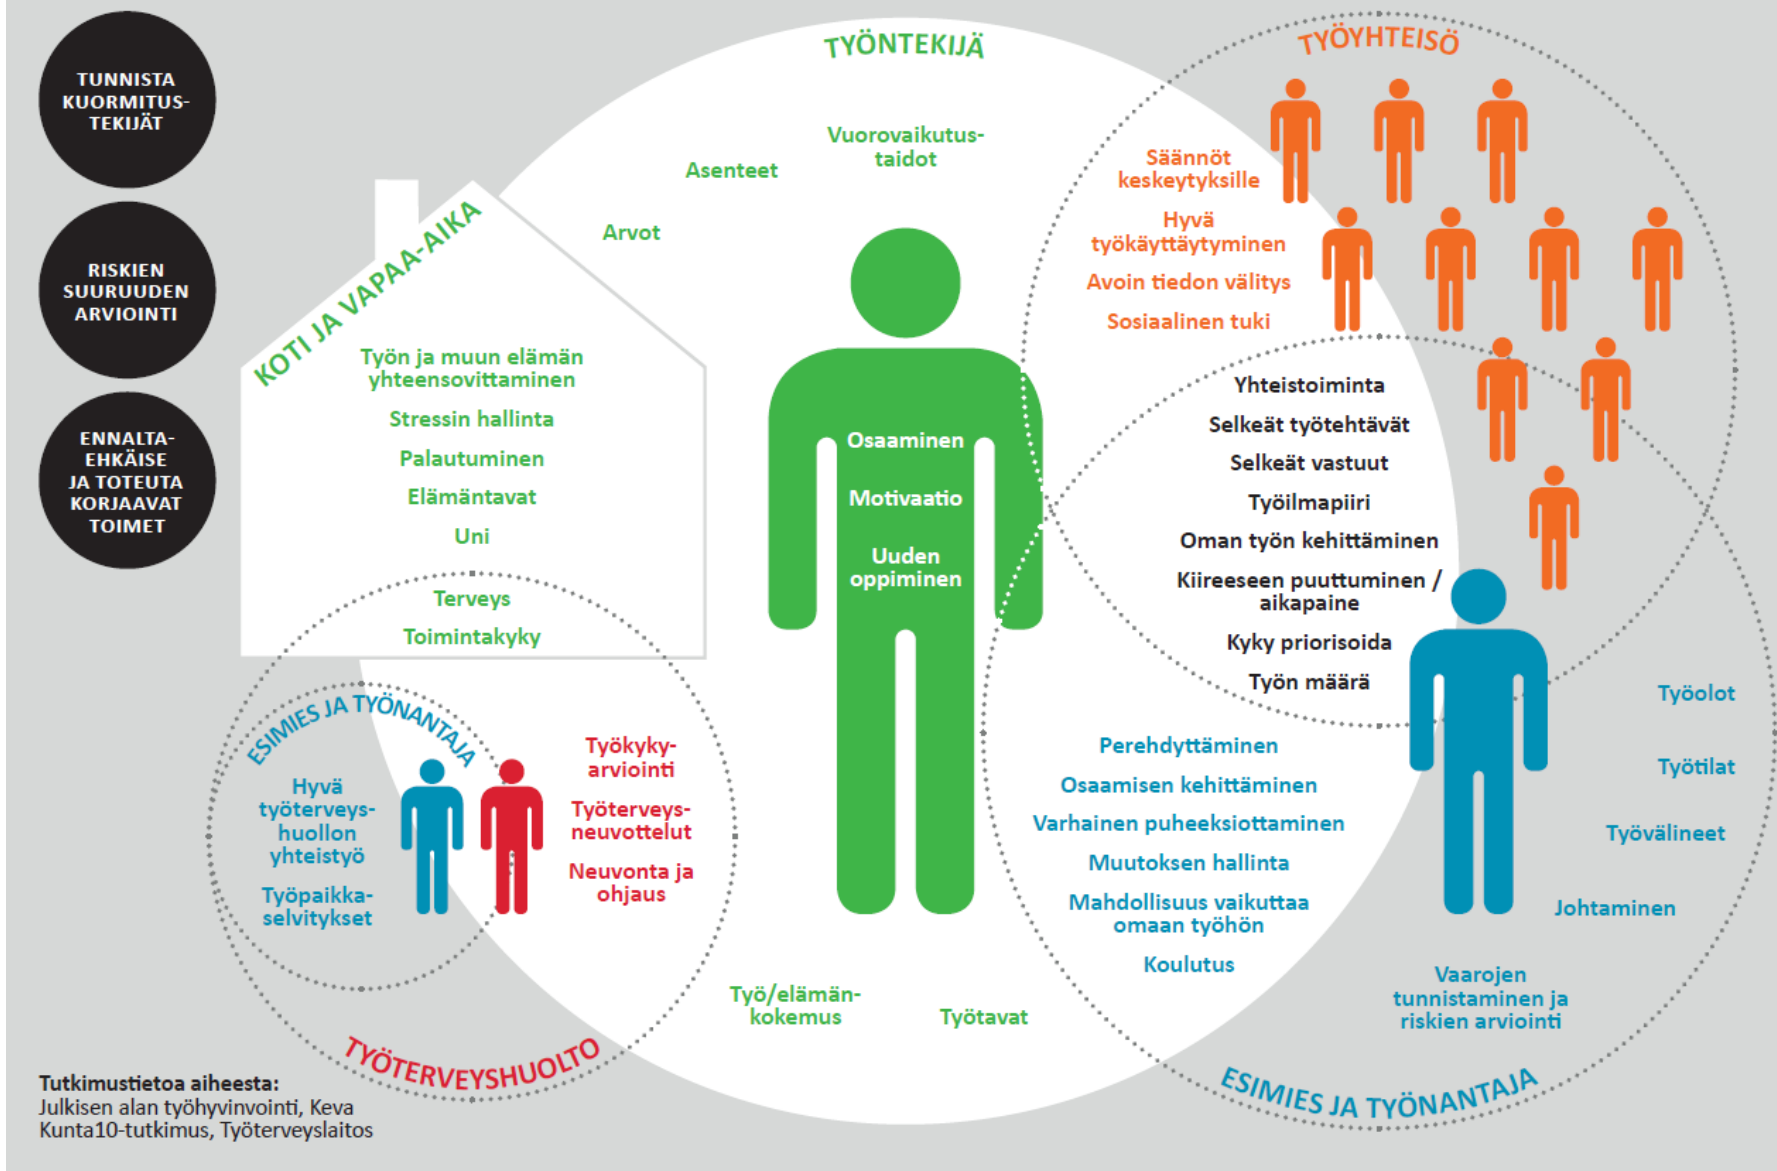 TUNNISTA
KUORMITUS-
TEKIJÄT
RISKIEN
SUURUUDEN
ARVIOINTI
ENNALTA-
EHKÄISE
JA TOTEUTA
KORJAAVAT
TOIMET
TYÖNTEKIJÄ
Vuorovaikutus-
taidot
Asenteet
Arvot
KOTI JA VAPAA-AIKA
Työn ja muun elämän
yhteensovittaminen
Stressin hallinta
Palautuminen
Elämäntavat
Uni
Terveys
Toimintakyky
Osaaminen
Motivaatio
Uuden
oppiminen
TYÖYHTEISÖ
Säännöt
keskeytyksille
Hyvä
työkäyttäytyminen
Avoin tiedon välitys
Sosiaalinen tuki
Yhteistoiminta
Selkeät työtehtävät
Selkeät vastuut
Työilmapiiri
Oman työn kehittäminen
Kiireeseen puuttuminen /
aikapaine
Kyky priorisoida
Työn määrä
ESIMIES JA TYÖNANTAJA
Hyvä
työterveys-
huollon
yhteistyö
Työpaikka-
selvitykset
Työkyky-
arviointi
Työterveys-
neuvottelut
Neuvonta ja
ohjaus
TYÖTERVEYSHUOLTO
Työ/elämän-
kokemus
Työtavat
Perehdyttäminen
Osaamisen kehittäminen
Varhainen puheeksiottaminen
Muutoksen hallinta
Mahdollisuus vaikuttaa
omaan työhön
Koulutus
Työolot
Työtilat
Työvälineet
Johtaminen
Vaarojen
tunnistaminen ja
riskien arviointi
ESIMIES JA TYÖNANTAJA
Tutkimustietoa aiheesta:
Julkisen alan työhyvinvointi, Keva
Kunta10-tutkimus, Työterveyslaitos